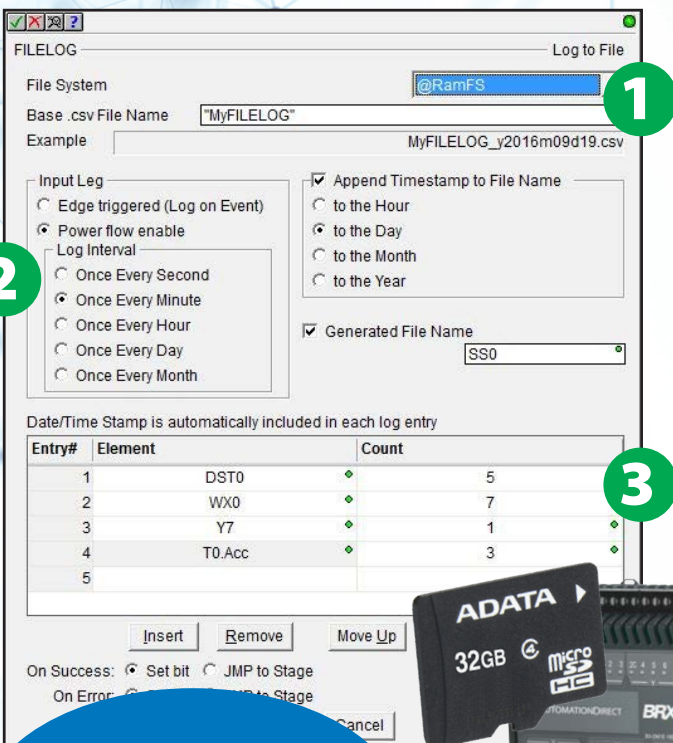 ?
FILELOG Log to File
File System @RamFS
1
Base .csv File Name "MyFILELOG"
Example MyFILELOG_y2016m09d19.csv
Input Leg
Edge triggered (Log on Event)
Power flow enable
2
Log Interval
Once Every Second
Once Every Minute
Once Every Hour
Once Every Day
Once Every Month
Append Timestamp to File Name
to the Hour
to the Day
to the Month
to the Year
Generated File Name
SS0
Date/Time Stamp is automatically included in each log entry
Entry# Element Count
1 DST0 5
2 WX0 7
3 Y7 1
4 T0.Acc 3
5
3
Insert Remove Move Up
On Success: Set bit JMP to Stage
On Error: to Stage
Cancel
ADATA
32GB 4 micro
SD
HC
AUTOMATIONDIRECT BRX